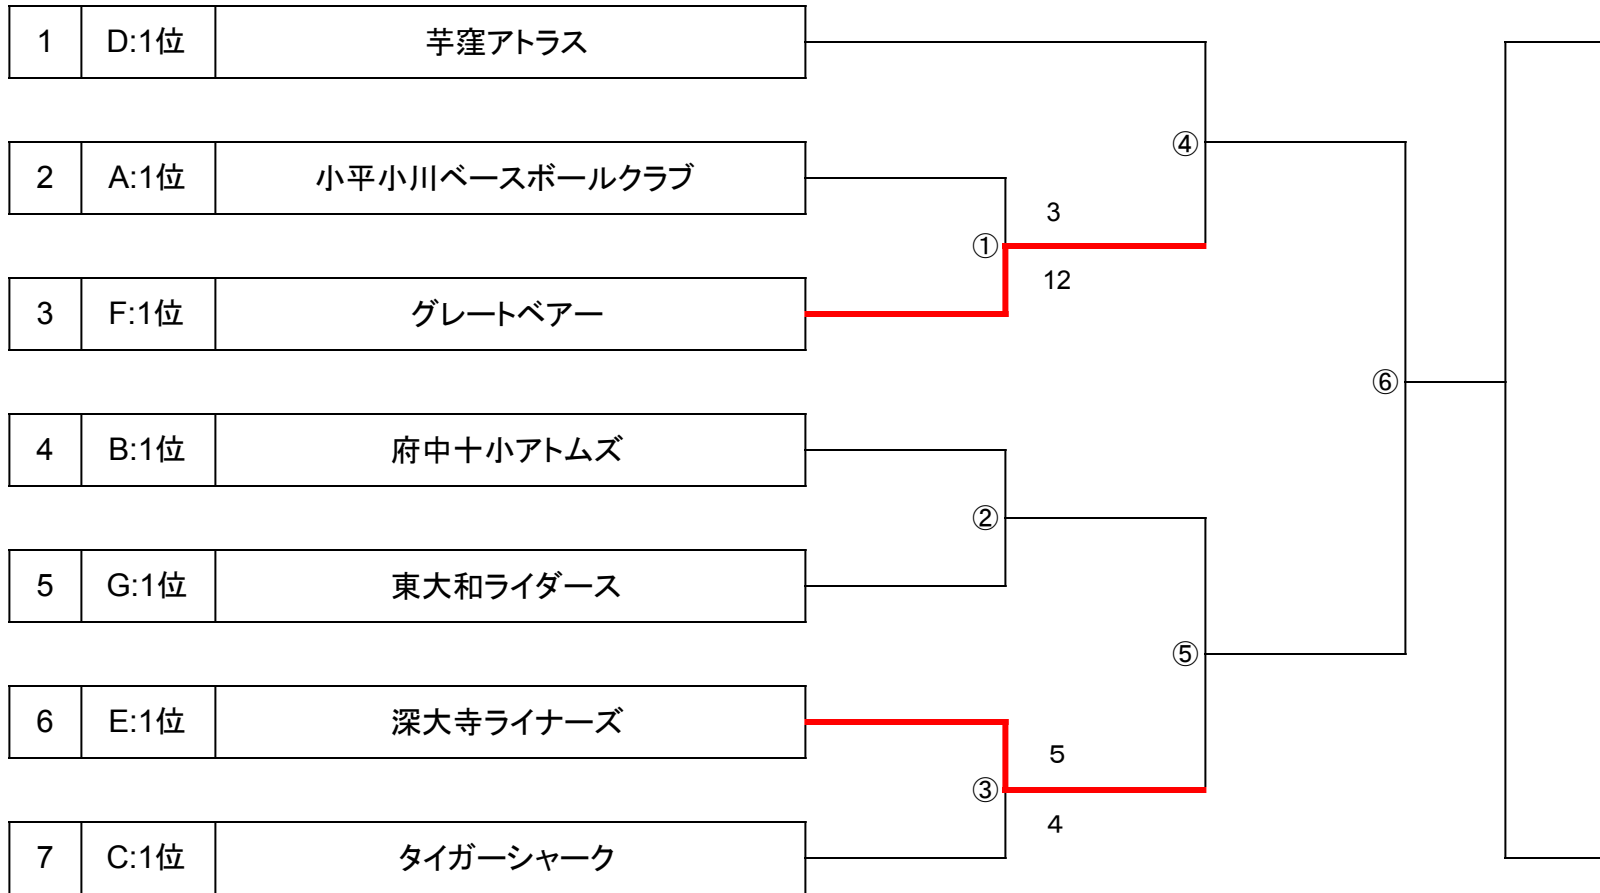 1 D:1位 芋窪アトラス
④
2 A:1位 小平小川ベースボールクラブ
3
①
12
3 F:1位 グレートベアー
⑥
4 B:1位 府中十小アトムズ
②
5 G:1位 東大和ライダース
⑤
6 E:1位 深大寺ライナーズ
5
③
4
7 C:1位 タイガーシャーク